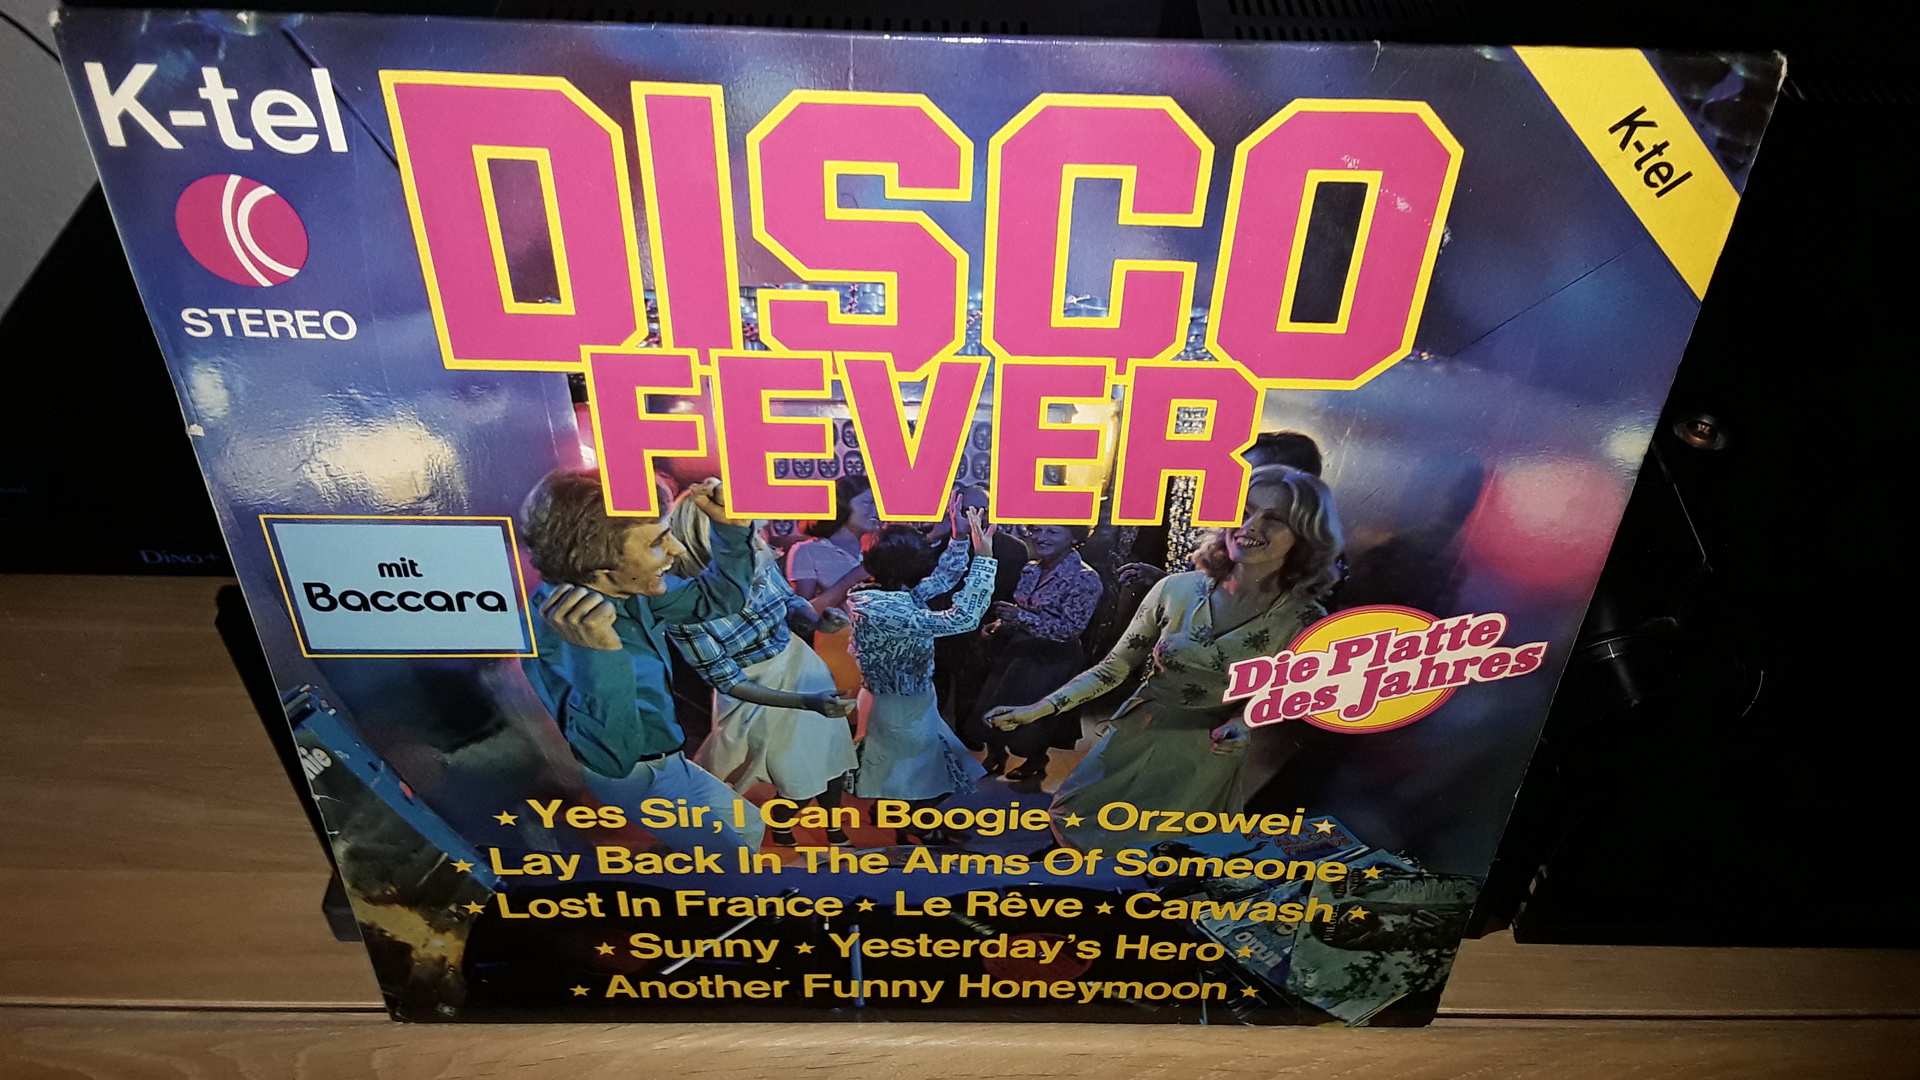 K-tel
STEREO
DISCO
FEVER
K-tel
mit
Baccara
Die Platte
des Jahres
★ Yes Sir, I Can Boogie ★ Orzowei ★
★ Lay Back In The Arms Of Someone ★
★ Lost In France ★ Le Rêve ★ Carwash ★
★ Sunny ★ Yesterday's Hero ★
★ Another Funny Honeymoon ★